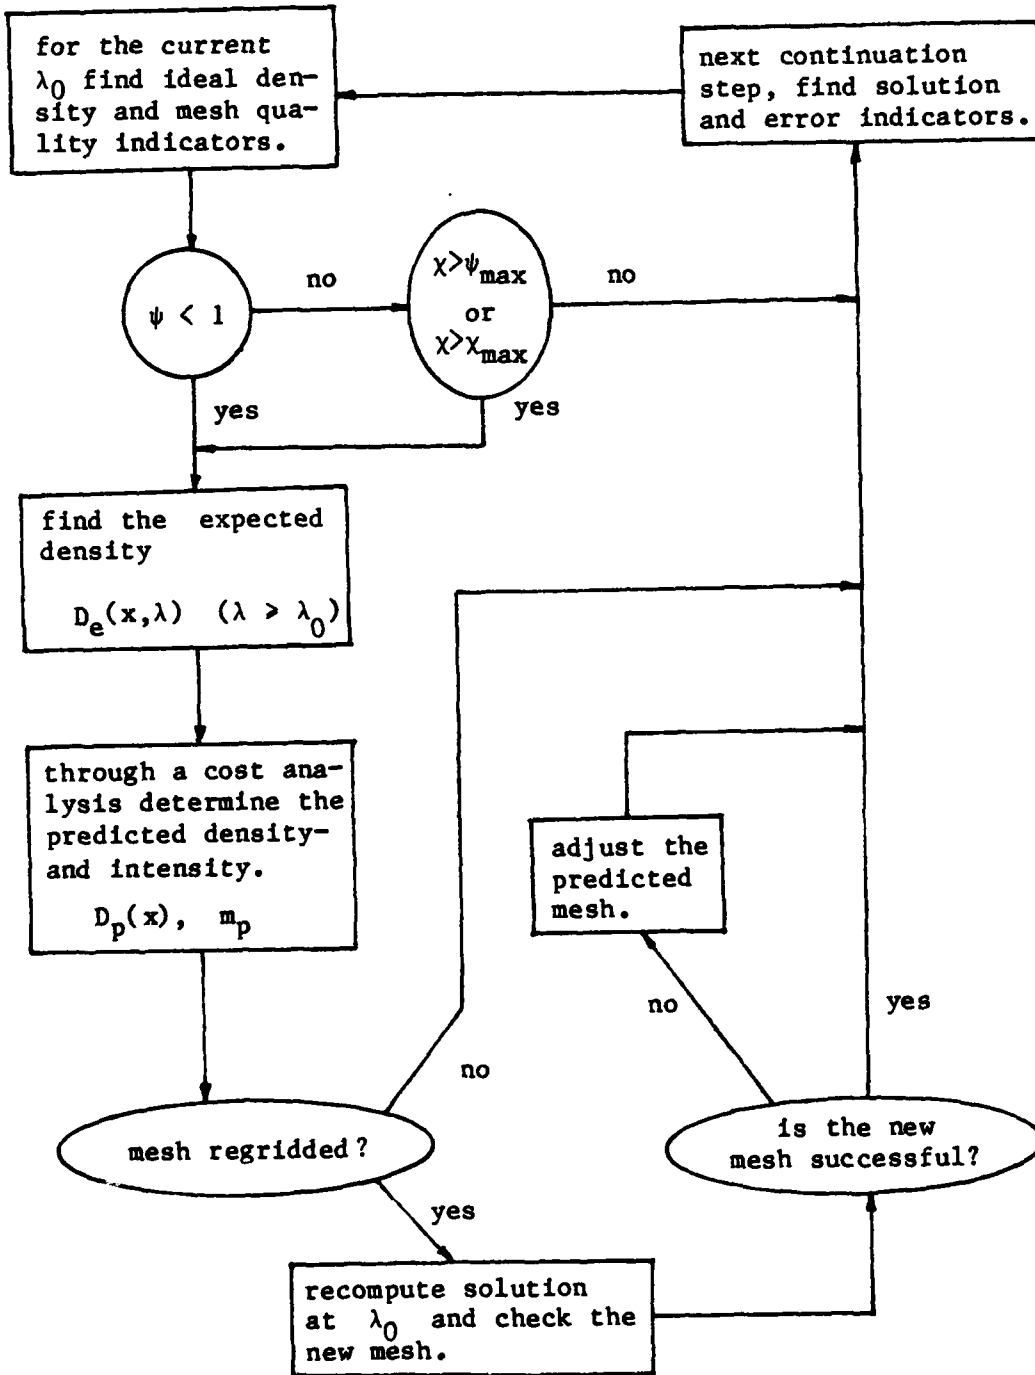 for the current
λ0 find ideal den-
sity and mesh qua-
lity indicators.
next continuation
step, find solution
and error indicators.
ψ < 1
no
χ>ψmax
or
χ>χmax
no
yes
yes
find the expected
density
De(x,λ) (λ ⩾ λ0)
through a cost ana-
lysis determine the
predicted density-
and intensity.
Dp(x), mp
adjust the
predicted
mesh.
no
yes
no
mesh regridded?
is the new
mesh successful?
yes
recompute solution
at λ0 and check the
new mesh.